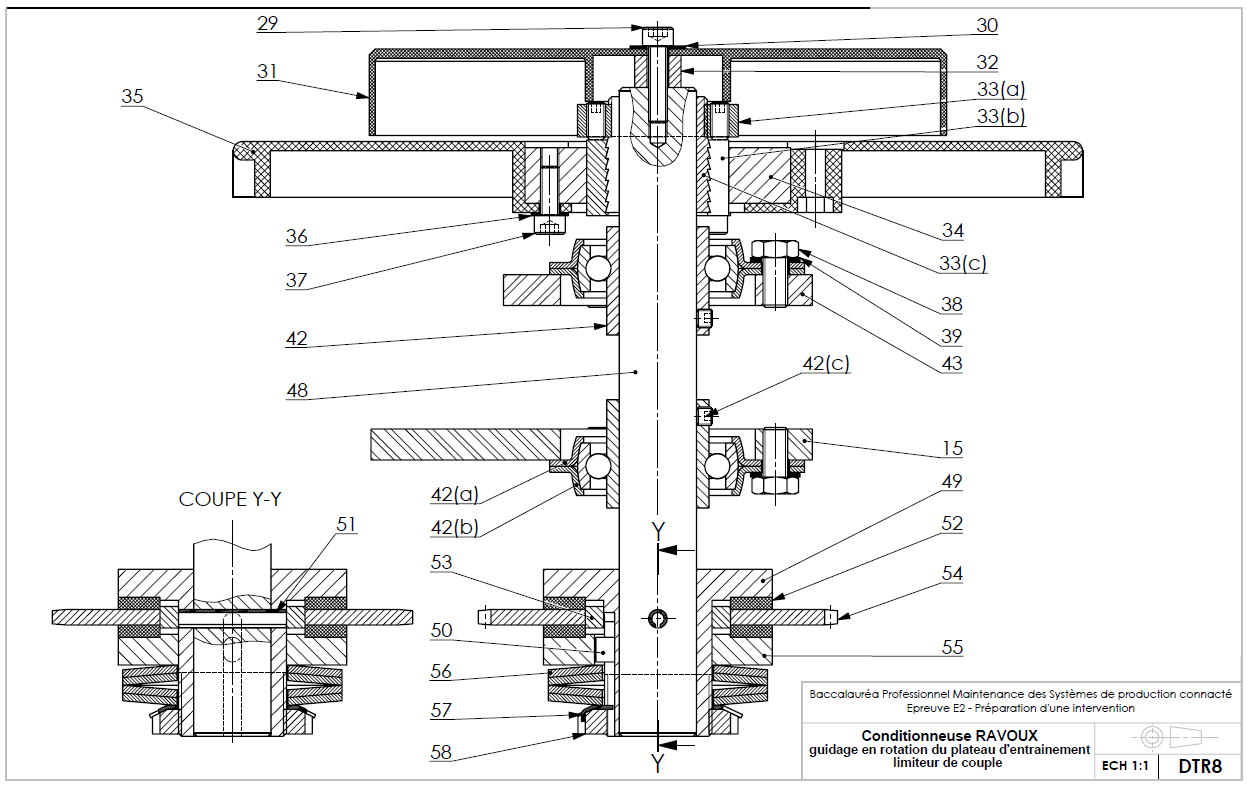 29
30
31
32
35
33(a)
33(b)
36
34
37
33(c)
38
42
39
43
48
42(c)
15
COUPE Y-Y
42(a)
49
51
42(b)
Y
52
53
54
50
55
56
57
58
Y
Baccalauréa Professionnel Maintenance des Systèmes de production connacté
Epreuve E2 - Préparation d'une intervention
Conditionneuse RAVOUX
guidage en rotation du plateau d'entrainement
limiteur de couple
ECH 1:1
DTR8